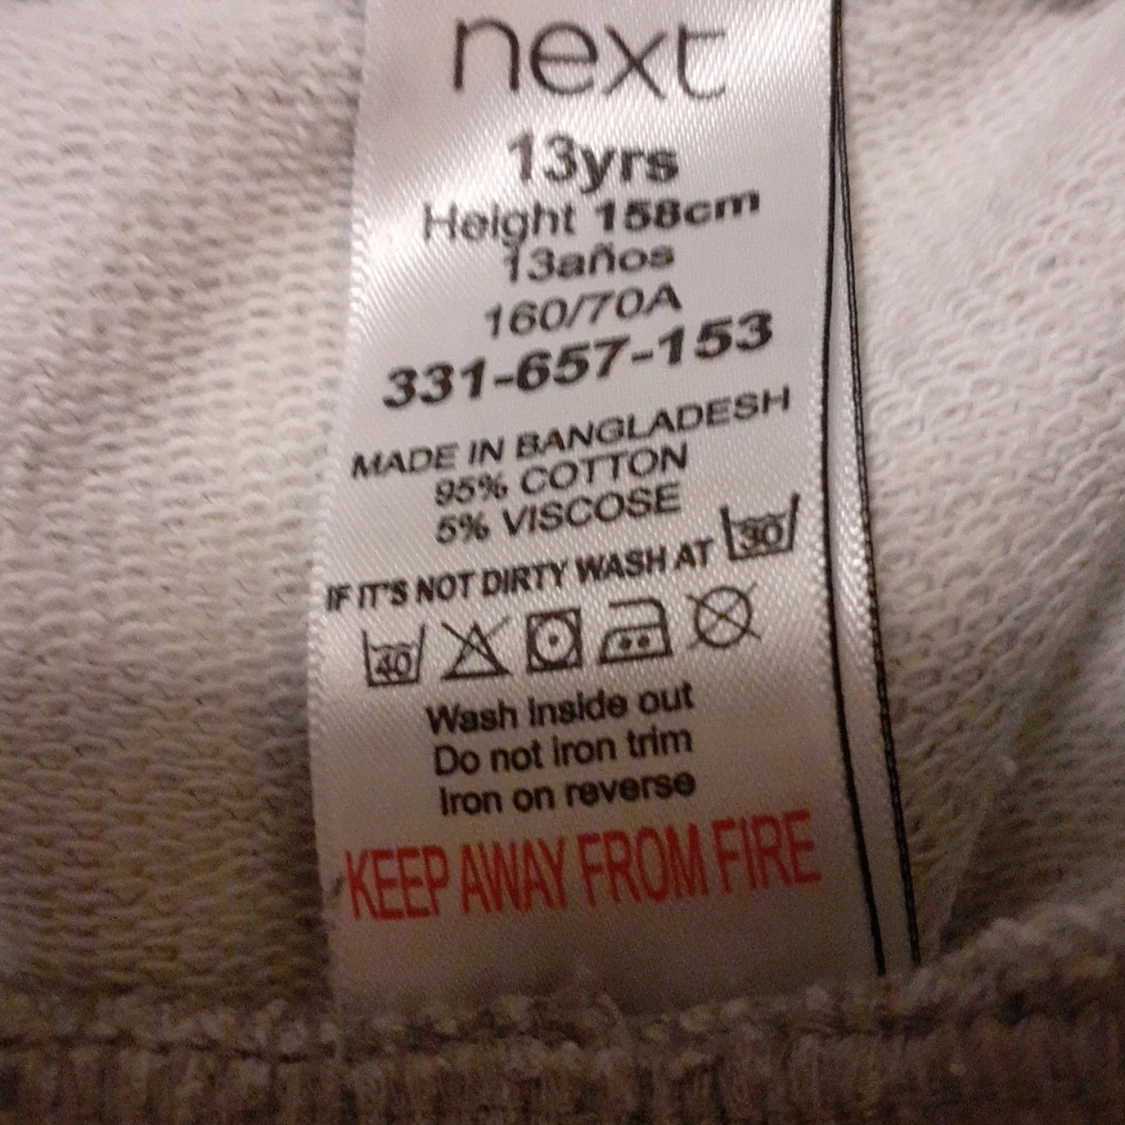 next
13yrs
Height 158cm
13años
160/70A
331-657-153
MADE IN BANGLADESH
95% COTTON
5% VISCOSE
IF IT'S NOT DIRTY WASH AT 30
40
Wash inside out
Do not iron trim
Iron on reverse
KEEP AWAY FROM FIRE